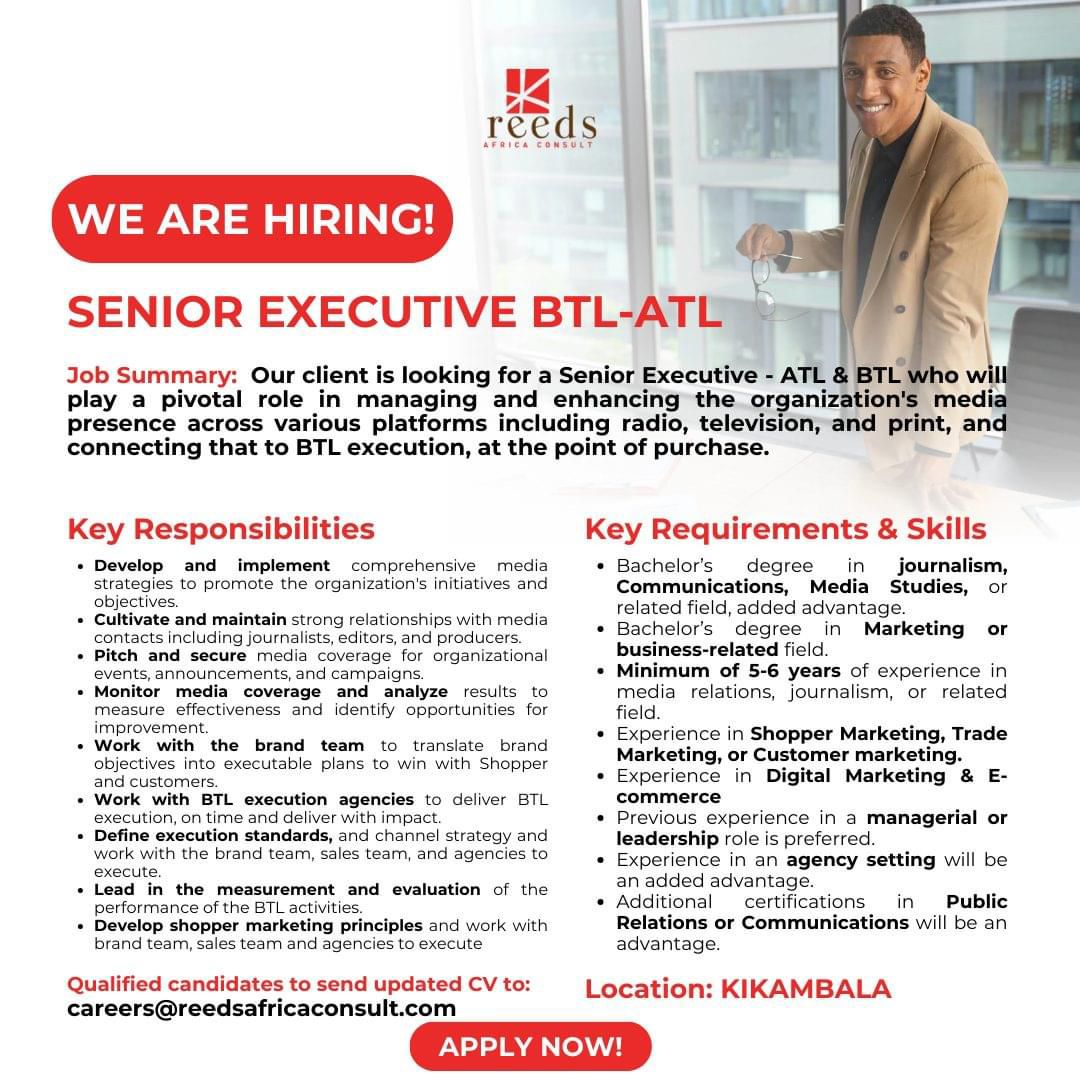 reeds
AFRICA CONSULT
WE ARE HIRING!
SENIOR EXECUTIVE BTL-ATL
Job Summary: Our client is looking for a Senior Executive - ATL & BTL who will
play a pivotal role in managing and enhancing the organization's media
presence across various platforms including radio, television, and print, and
connecting that to BTL execution, at the point of purchase.
Key Responsibilities
• Develop and implement comprehensive media
strategies to promote the organization's initiatives and
objectives.
• Cultivate and maintain strong relationships with media
contacts including journalists, editors, and producers.
• Pitch and secure media coverage for organizational
events, announcements, and campaigns.
• Monitor media coverage and analyze results to
measure effectiveness and identify opportunities for
improvement.
• Work with the brand team to translate brand
objectives into executable plans to win with Shopper
and customers.
• Work with BTL execution agencies to deliver BTL
execution, on time and deliver with impact.
• Define execution standards, and channel strategy and
work with the brand team, sales team, and agencies to
execute.
• Lead in the measurement and evaluation of the
performance of the BTL activities.
• Develop shopper marketing principles and work with
brand team, sales team and agencies to execute
Key Requirements & Skills
• Bachelor’s degree in journalism,
Communications, Media Studies, or
related field, added advantage.
• Bachelor’s degree in Marketing or
business-related field.
• Minimum of 5-6 years of experience in
media relations, journalism, or related
field.
• Experience in Shopper Marketing, Trade
Marketing, or Customer marketing.
• Experience in Digital Marketing & E-
commerce
• Previous experience in a managerial or
leadership role is preferred.
• Experience in an agency setting will be
an added advantage.
• Additional certifications in Public
Relations or Communications will be an
advantage.
Qualified candidates to send updated CV to:
careers@reedsafricaconsult.com
Location: KIKAMBALA
APPLY NOW!